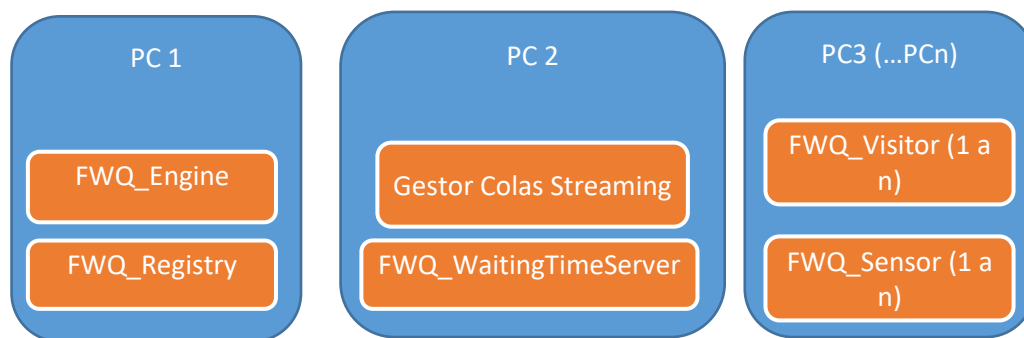 PC 1
FWQ_Engine
FWQ_Registry
PC 2
Gestor Colas Streaming
FWQ_WaitingTimeServer
PC3 (...PCn)
FWQ_Visitor (1 a
n)
FWQ_Sensor (1 a
n)